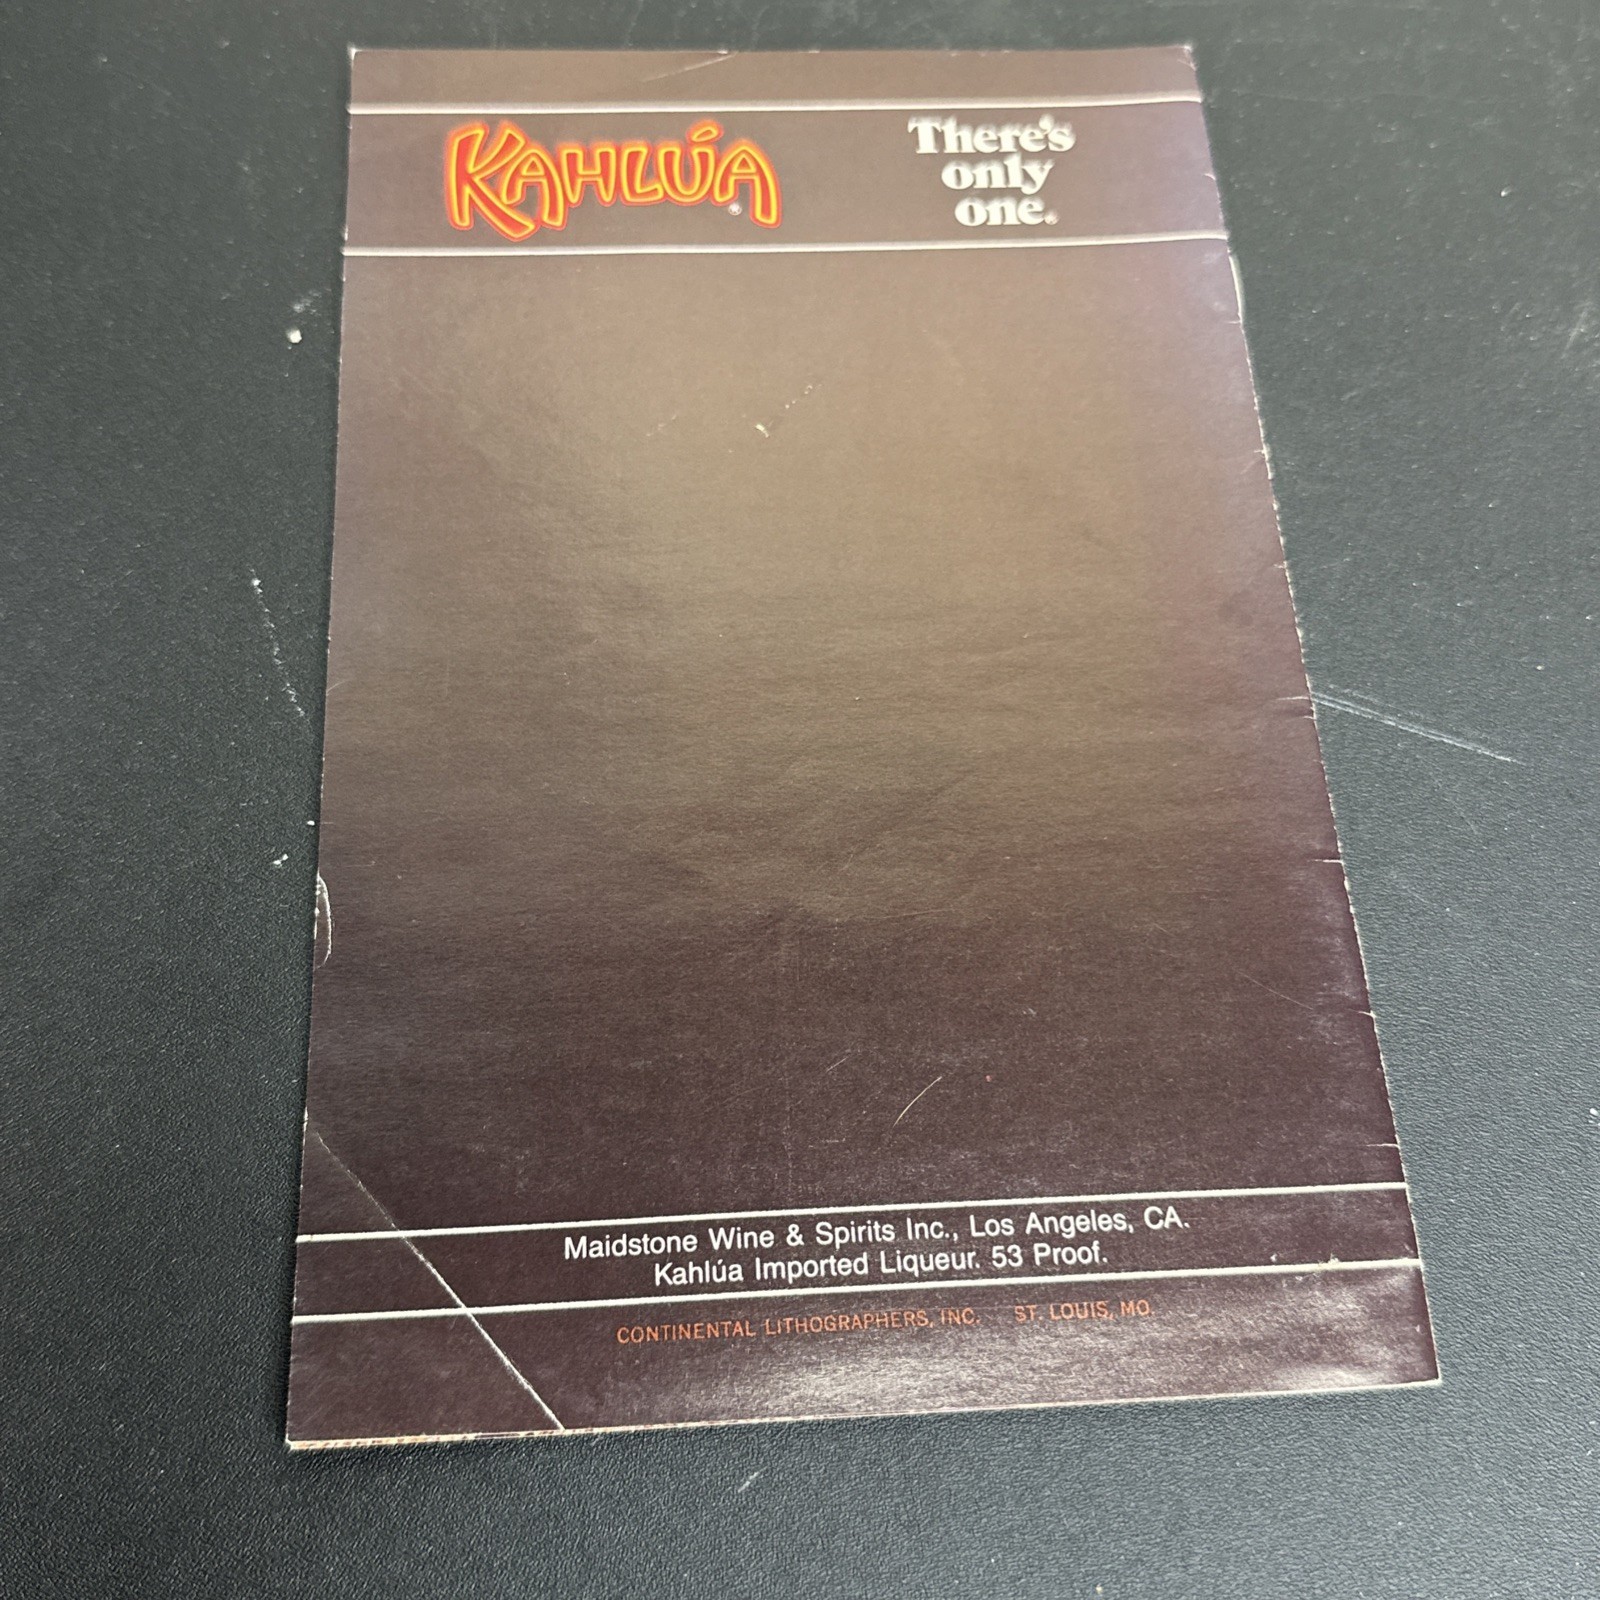 KAHLÚA®
There's
only
one.
Maidstone Wine & Spirits Inc., Los Angeles, CA.
Kahlúa Imported Liqueur. 53 Proof.
CONTINENTAL LITHOGRAPHERS, INC. ST. LOUIS, MO.